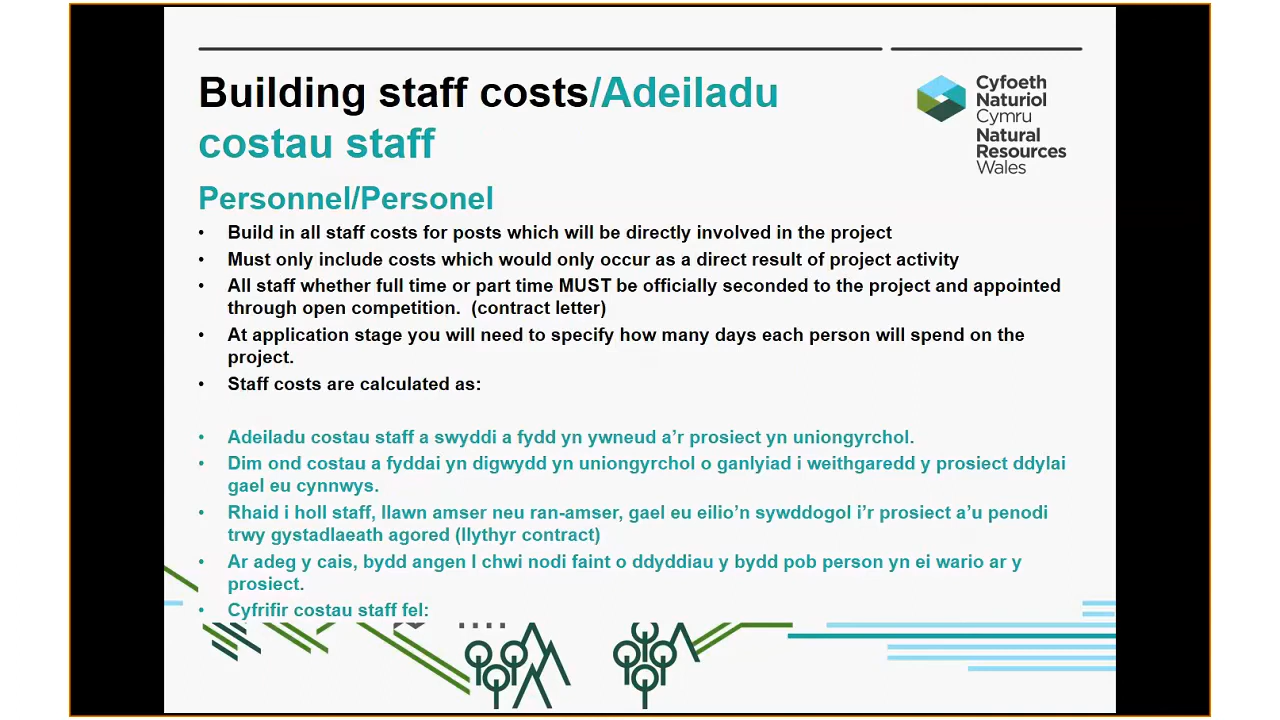 Building staff costs/Adeiladu
costau staff
Cyfoeth
Naturiol
Cymru
Natural
Resources
Wales
Personnel/Personel
• Build in all staff costs for posts which will be directly involved in the project
• Must only include costs which would only occur as a direct result of project activity
• All staff whether full time or part time MUST be officially seconded to the project and appointed
through open competition.  (contract letter)
• At application stage you will need to specify how many days each person will spend on the
project.
• Staff costs are calculated as:
• Adeiladu costau staff a swyddi a fydd yn ywneud a’r prosiect yn uniongyrchol.
• Dim ond costau a fyddai yn digwydd yn uniongyrchol o ganlyiad i weithgaredd y prosiect ddylai
gael eu cynnwys.
• Rhaid i holl staff, llawn amser neu ran-amser, gael eu eilio’n sywddogol i’r prosiect a’u penodi
trwy gystadlaeath agored (llythyr contract)
• Ar adeg y cais, bydd angen I chwi nodi faint o ddyddiau y bydd pob person yn ei wario ar y
prosiect.
• Cyfrifir costau staff fel: